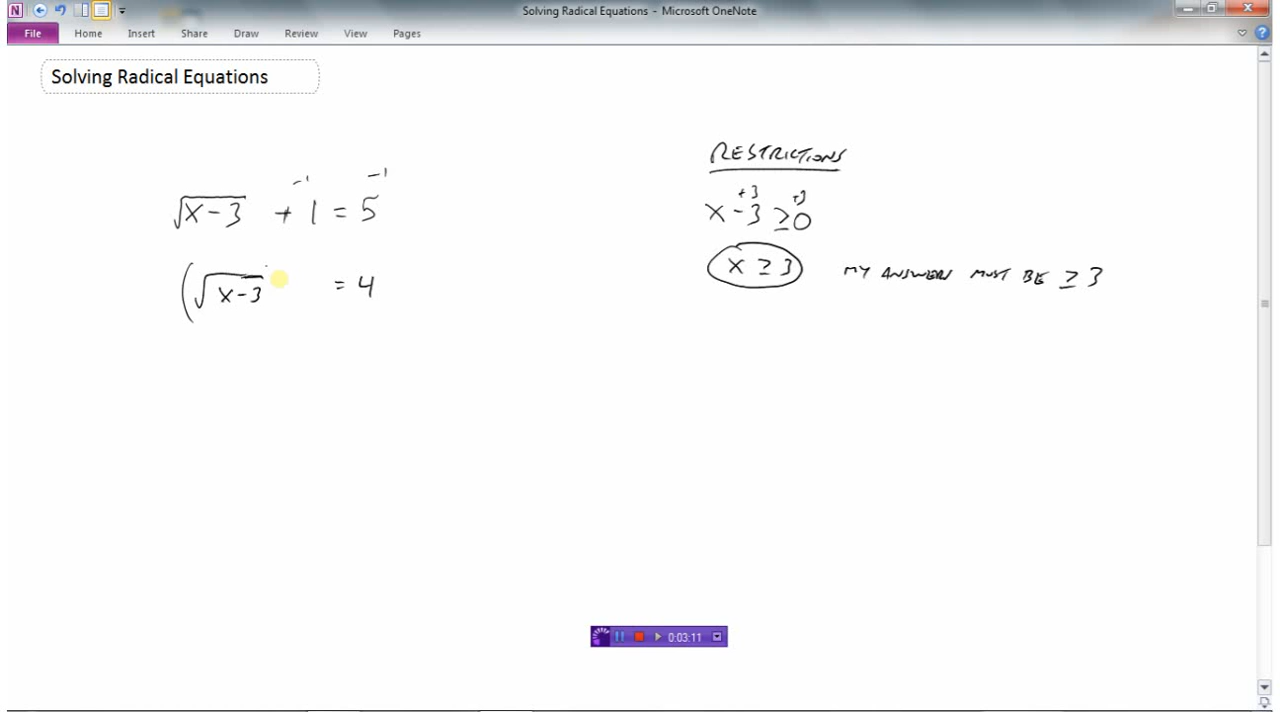 Solving Radical Equations - Microsoft OneNote
File Home Insert Share Draw Review View Pages
Solving Radical Equations
RESTRICTIONS
-1 -1
√x-3 + 1 = 5
+3 +3
x - 3 ≥ 0
(√x-3 = 4
x ≥ 3 MY ANSWERS MUST BE ≥ 3
0:03:11